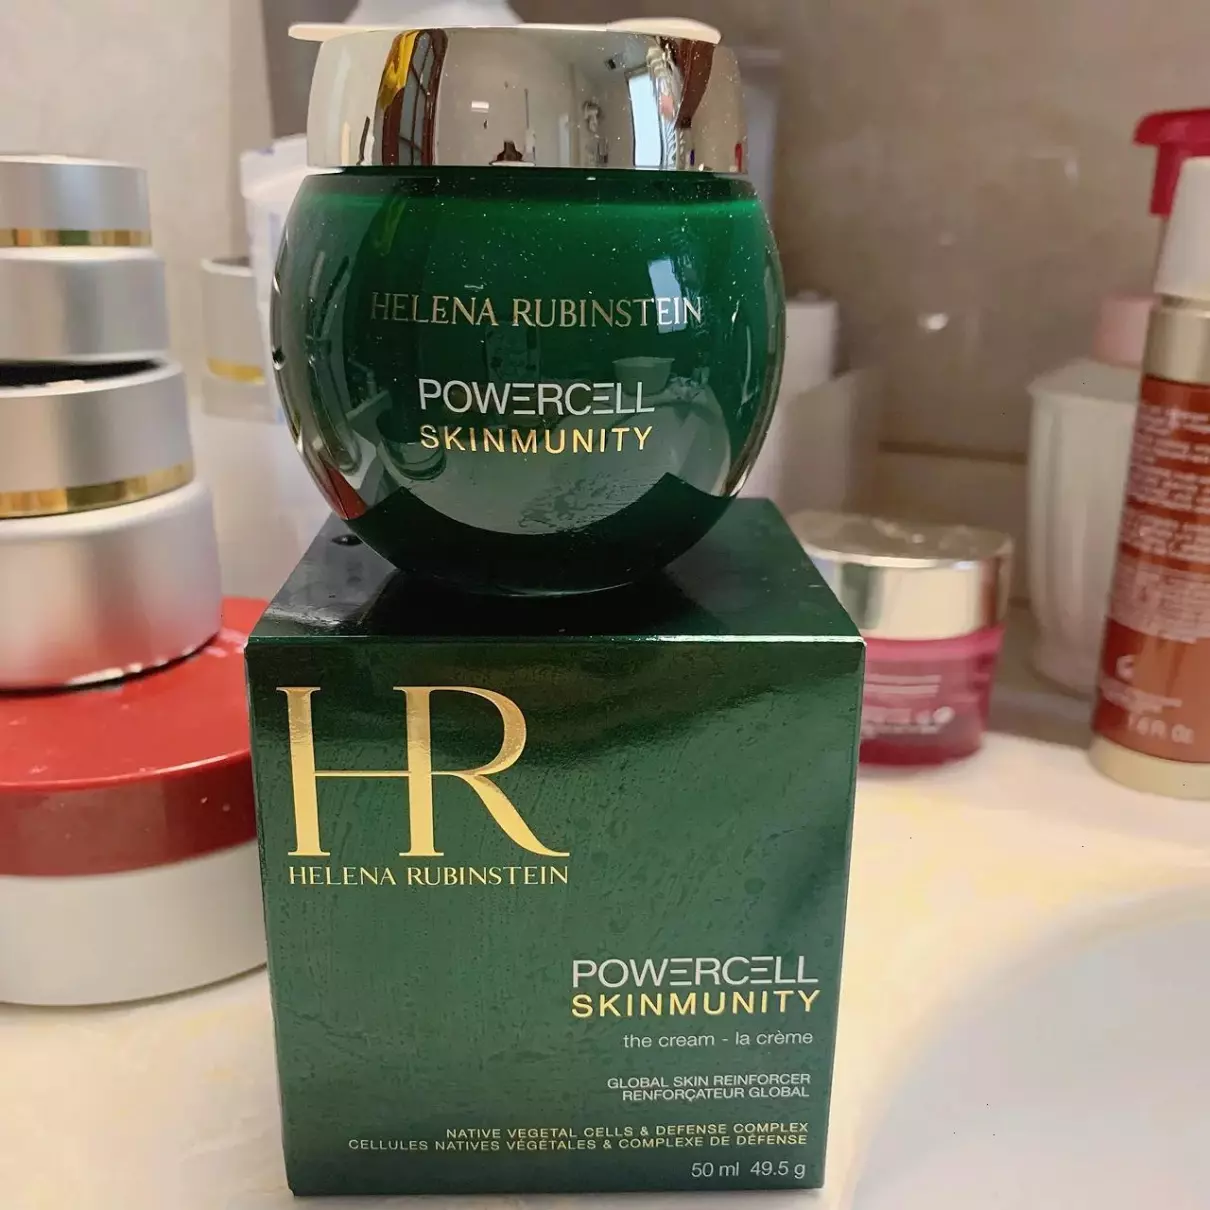 HELENA RUBINSTEIN
POWERCELL
SKINMUNITY
HR
HELENA RUBINSTEIN
POWERCELL
SKINMUNITY
the cream - la crème
GLOBAL SKIN REINFORCER
RENFORÇATEUR GLOBAL
NATIVE VEGETAL CELLS & DEFENSE COMPLEX
CELLULES NATIVES VÉGÉTALES & COMPLEXE DE DÉFENSE
50 ml 49.5 g